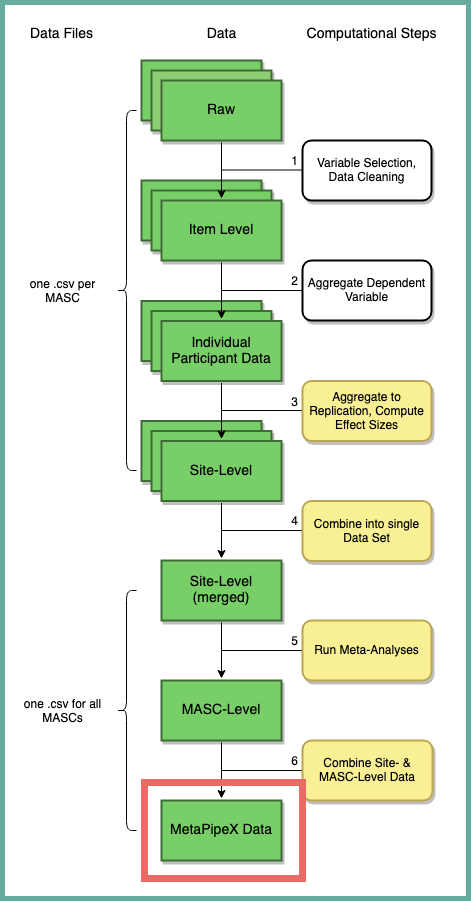 Data Files
Data
Computational Steps
Raw
1
Variable Selection,
Data Cleaning
Item Level
2
Aggregate Dependent
Variable
one .csv per
MASC
Individual
Participant Data
3
Aggregate to
Replication, Compute
Effect Sizes
Site-Level
4
Combine into single
Data Set
Site-Level
(merged)
5
Run Meta-Analyses
one .csv for all
MASCs
MASC-Level
6
Combine Site- &
MASC-Level Data
MetaPipeX Data